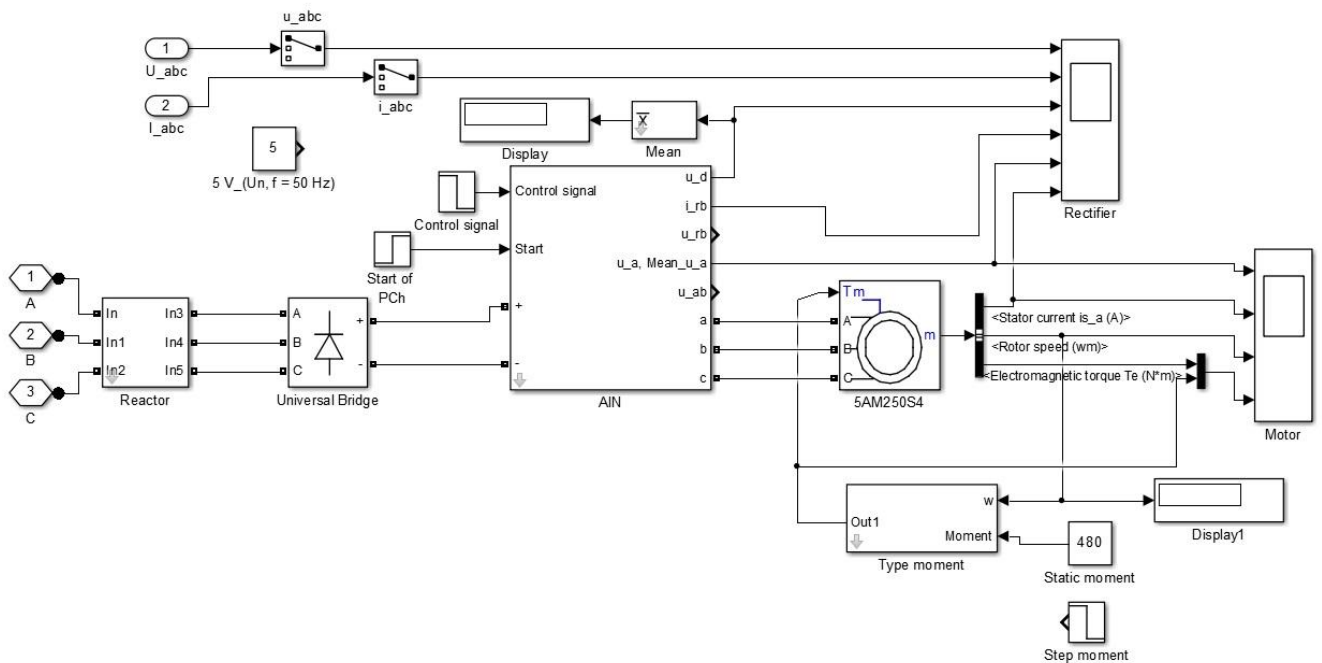 u_abc
1
U_abc
2
I_abc
i_abc
5
5 V_(Un, f = 50 Hz)
Display
x
Mean
Rectifier
Control signal
Control signal
Start of
PCh
Start
u_d
i_rb
u_rb
u_a, Mean_u_a
u_ab
+
-
a
b
c
AIN
1
A
2
B
3
C
In
In1
In2
In3
In4
In5
Reactor
A
B
C
+
-
Universal Bridge
Tm
A
B
C
m
5AM250S4
<Stator current is_a (A)>
<Rotor speed (wm)>
<Electromagnetic torque Te (N*m)>
Motor
Out1
w
Moment
Type moment
Display1
480
Static moment
Step moment